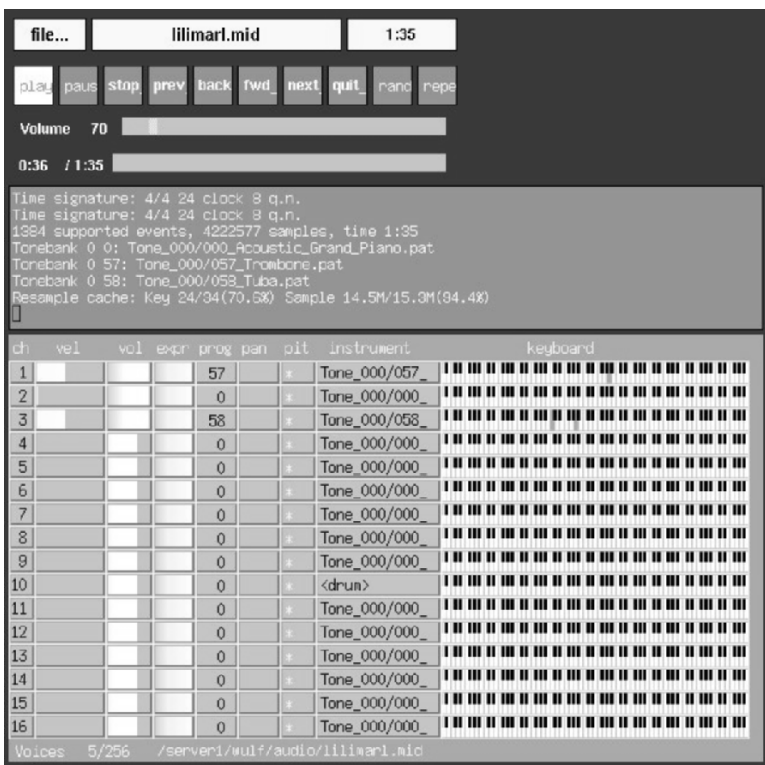 file... lilimarl.mid 1:35
play paus stop prev back fwd_ next quit_ rand repe
Volume 70
0:36 / 1:35
Time signature: 4/4 24 clock 8 q.n.
Time signature: 4/4 24 clock 8 q.n.
1384 supported events, 4222577 samples, time 1:35
Tonebank 0 0: Tone_000/000_Acoustic_Grand_Piano.pat
Tonebank 0 57: Tone_000/057_Trombone.pat
Tonebank 0 58: Tone_000/058_Tuba.pat
Resample cache: Key 24/34(70.6%) Sample 14.5M/15.3M(94.4%)
ch vel vol expr prog pan pit instrument keyboard
1 57 * Tone_000/057_
2 0 * Tone_000/000_
3 58 * Tone_000/058_
4 0 * Tone_000/000_
5 0 * Tone_000/000_
6 0 * Tone_000/000_
7 0 * Tone_000/000_
8 0 * Tone_000/000_
9 0 * Tone_000/000_
10 0 * <drum>
11 0 * Tone_000/000_
12 0 * Tone_000/000_
13 0 * Tone_000/000_
14 0 * Tone_000/000_
15 0 * Tone_000/000_
16 0 * Tone_000/000_
Voices 5/256 /server1/wulf/audio/lilimarl.mid